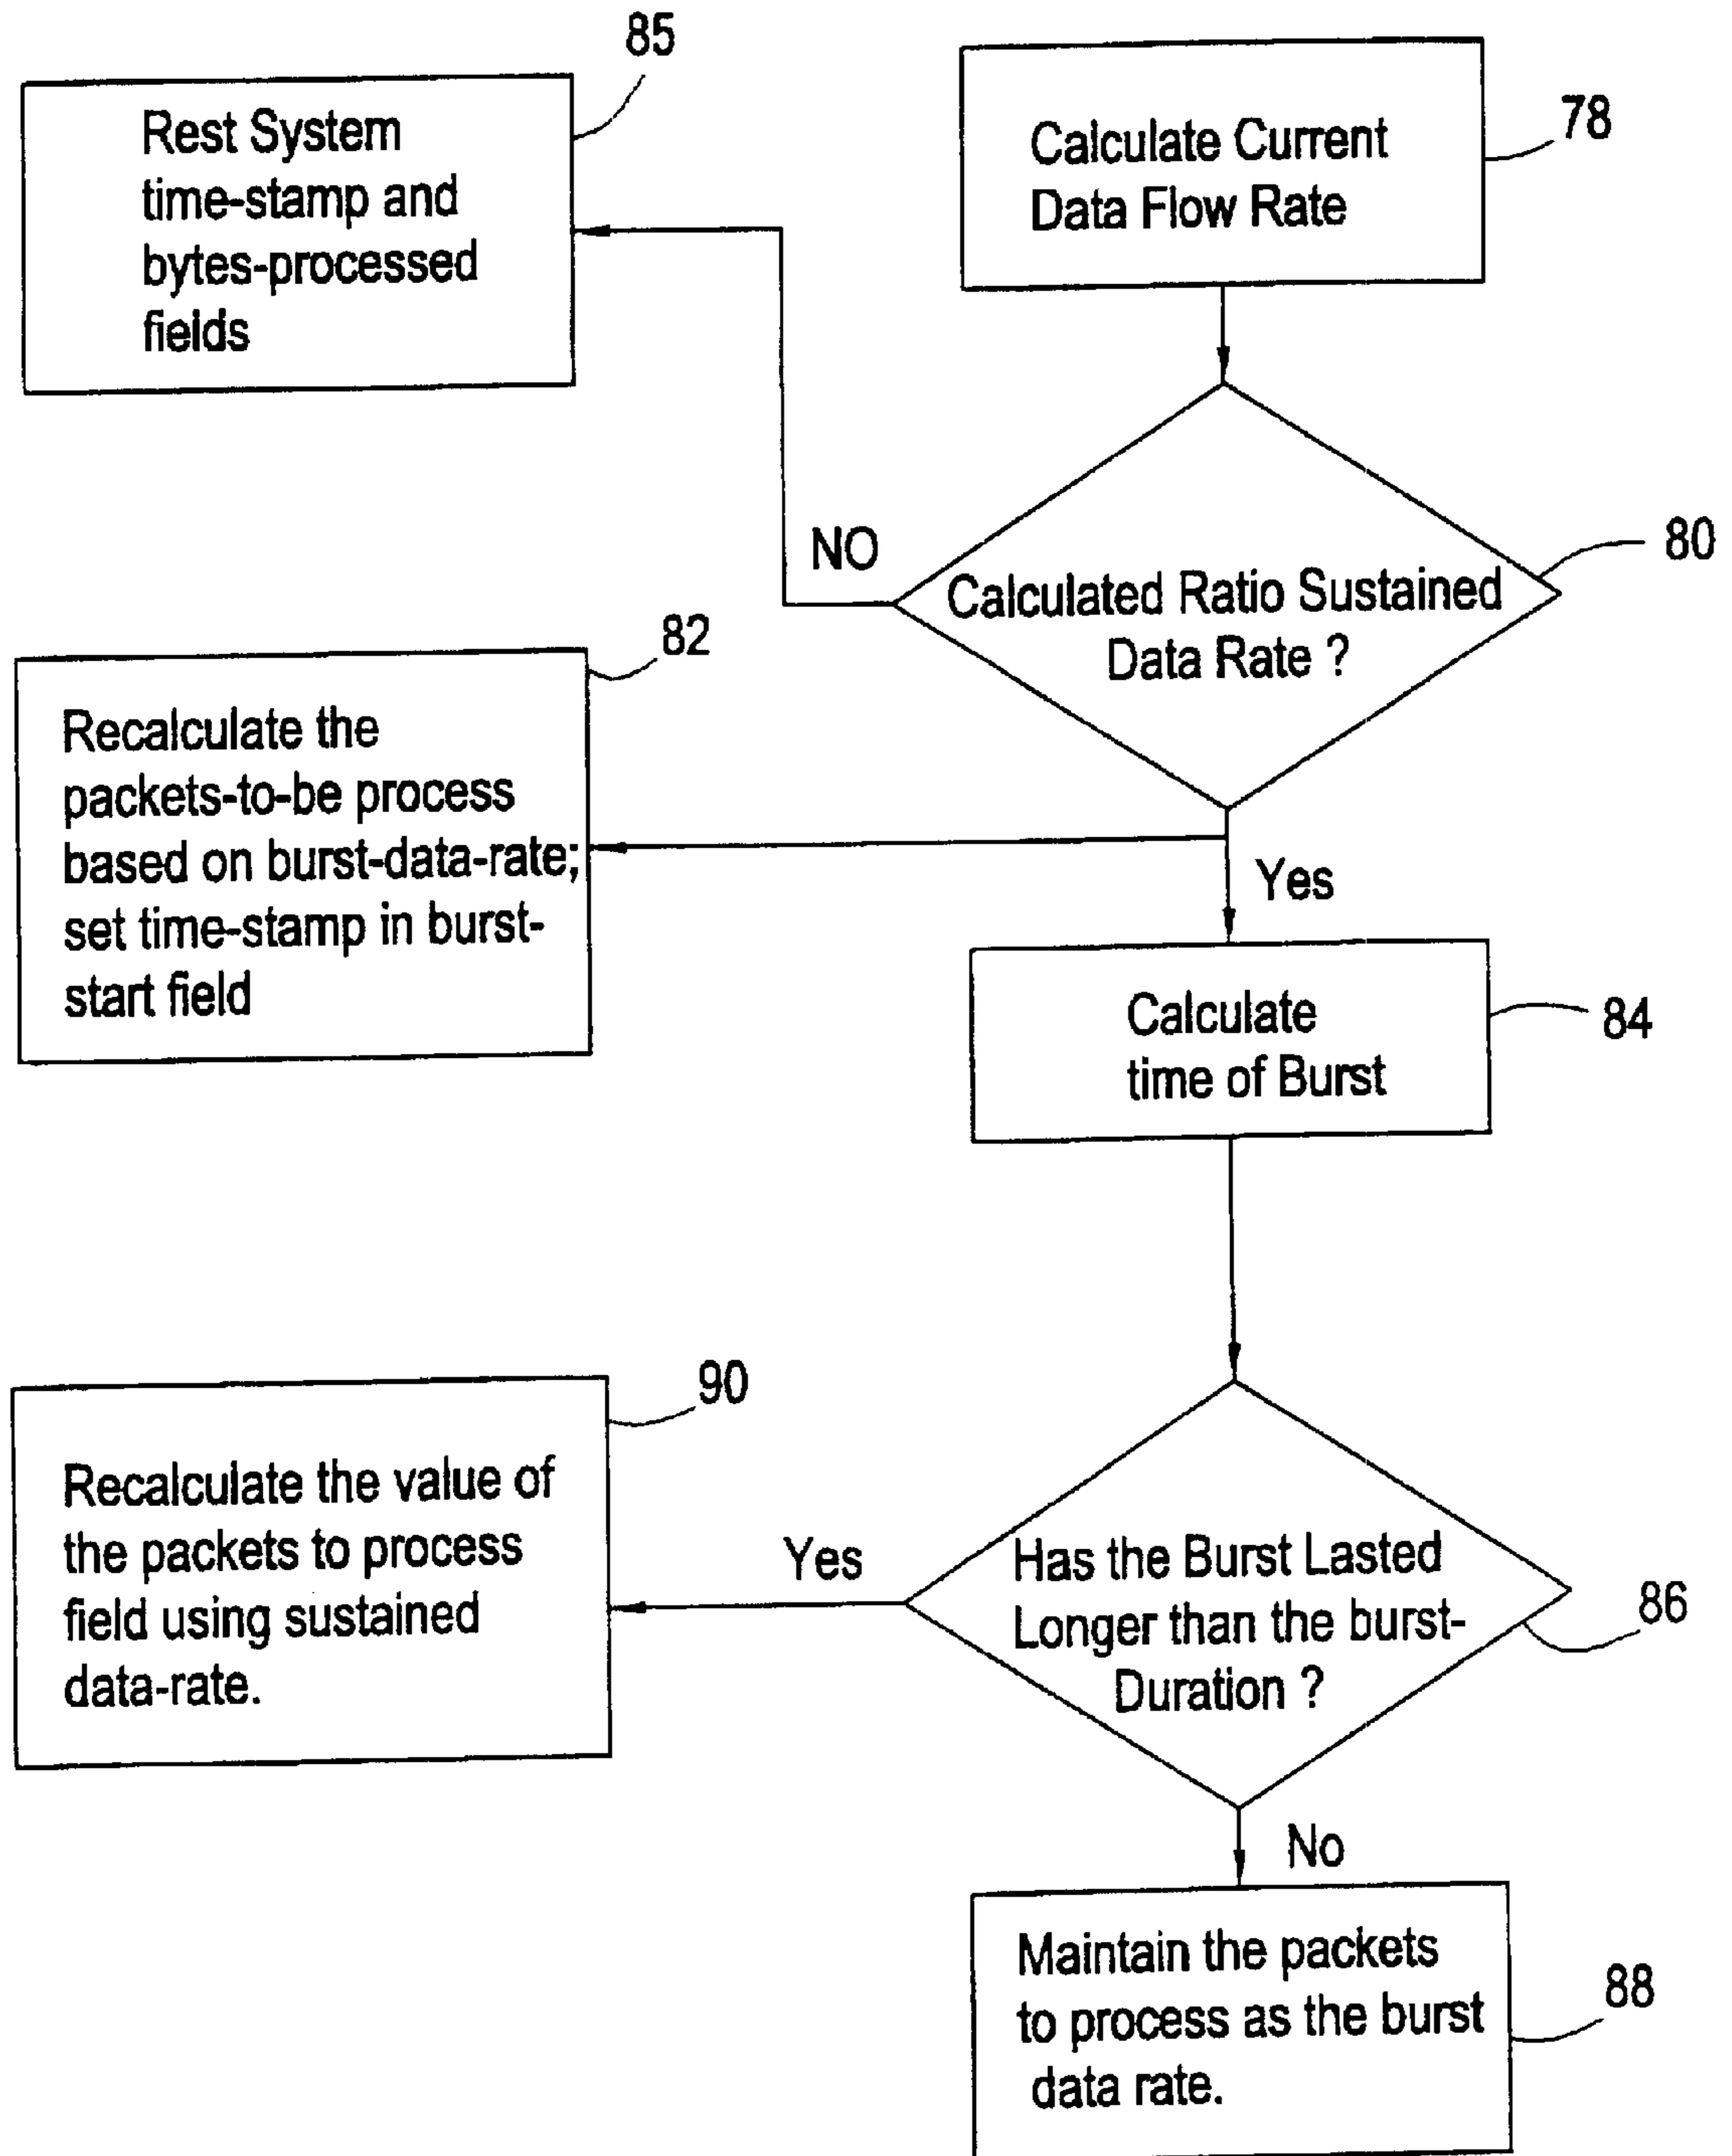 85
Rest System
time-stamp and
bytes-processed
fields
Calculate Current
Data Flow Rate
78
NO
Calculated Ratio Sustained
Data Rate ?
80
82
Recalculate the
packets-to-be process
based on burst-data-rate;
set time-stamp in burst-
start field
Yes
Calculate
time of Burst
84
90
Recalculate the value of
the packets to process
field using sustained
data-rate.
Yes
Has the Burst Lasted
Longer than the burst-
Duration ?
86
No
Maintain the packets
to process as the burst
data rate.
88